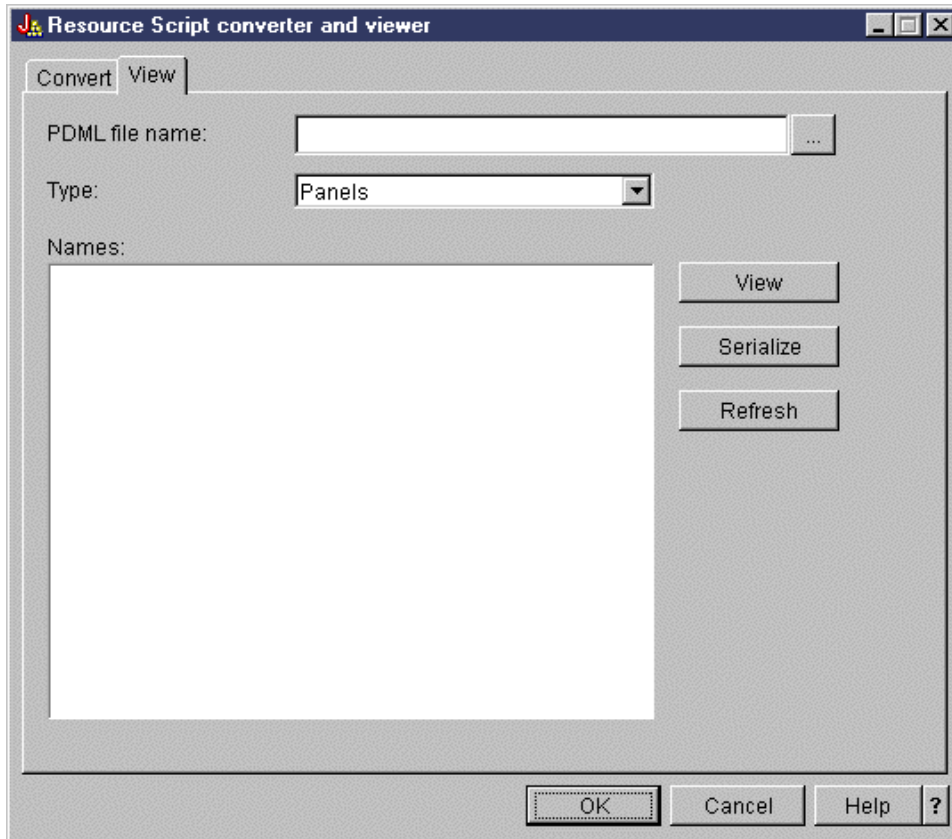 Resource Script converter and viewer
Convert View
PDML file name:
...
Type: Panels
Names:
View
Serialize
Refresh
OK Cancel Help ?